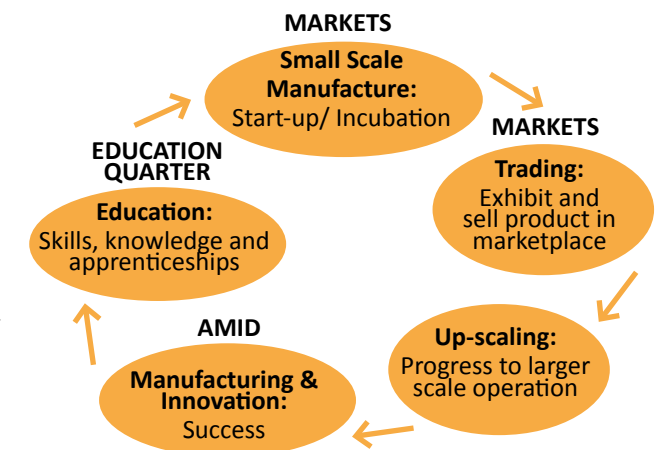 MARKETS
Small Scale
Manufacture:
Start-up/ Incubation
MARKETS
Trading:
Exhibit and
sell product in
marketplace
Up-scaling:
Progress to larger
scale operation
AMID
Manufacturing &
Innovation:
Success
EDUCATION
QUARTER
Education:
Skills, knowledge and
apprenticeships